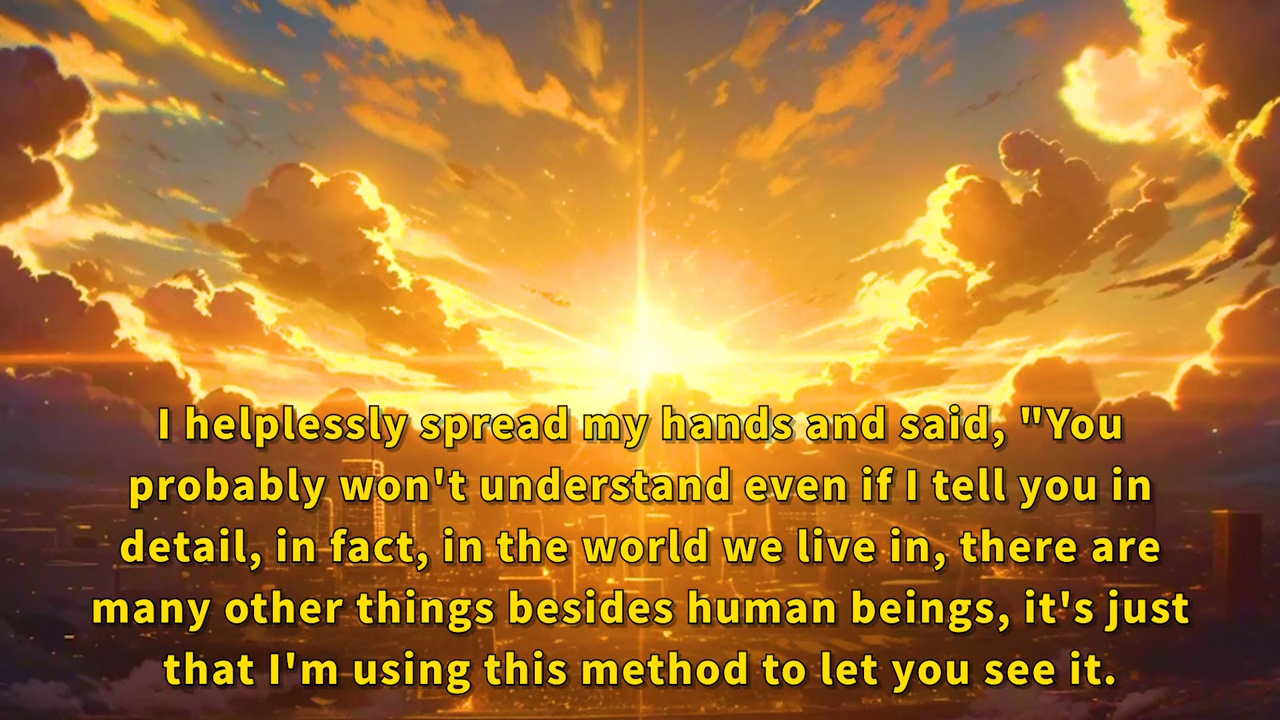 I helplessly spread my hands and said, "You
probably won't understand even if I tell you in
detail, in fact, in the world we live in, there are
many other things besides human beings, it's just
that I'm using this method to let you see it.